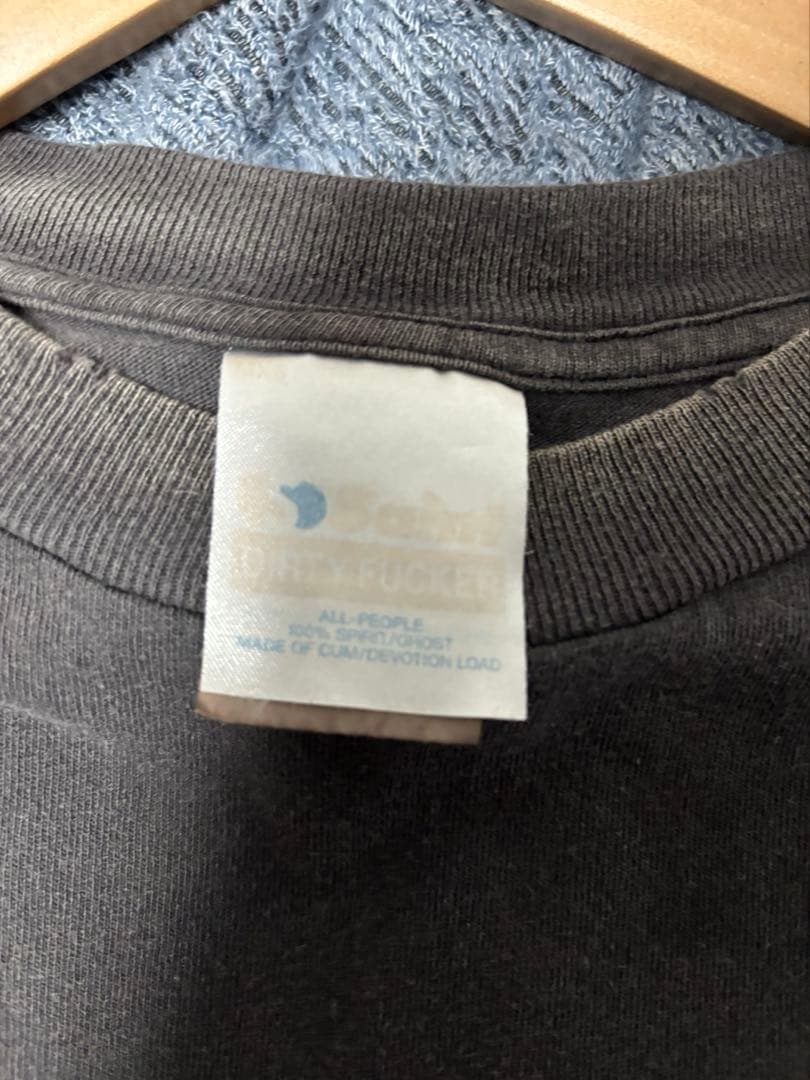 Saint
DIRTY FUCKER
ALL-PEOPLE
100% SPIRIT/GHOST
MADE OF CUM/DEVOTION LOAD